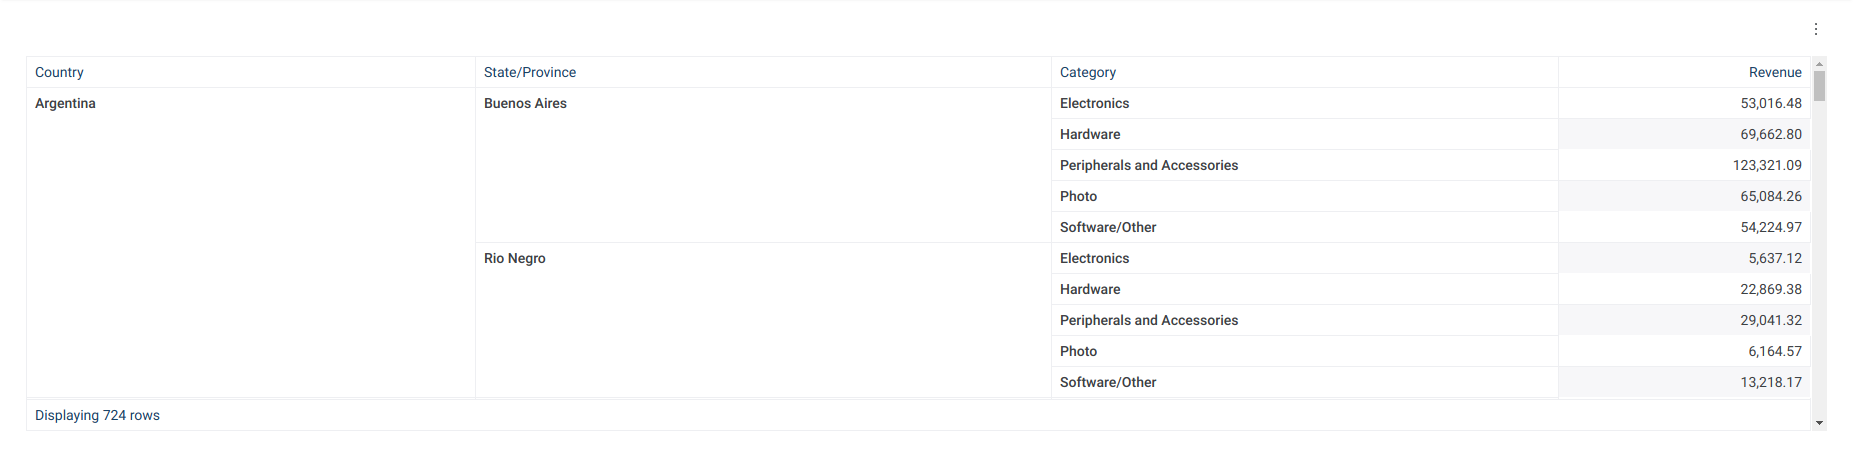 Country State/Province Category Revenue
Argentina Buenos Aires Electronics 53,016.48
Hardware 69,662.80
Peripherals and Accessories 123,321.09
Photo 65,084.26
Software/Other 54,224.97
Rio Negro Electronics 5,637.12
Hardware 22,869.38
Peripherals and Accessories 29,041.32
Photo 6,164.57
Software/Other 13,218.17
Displaying 724 rows